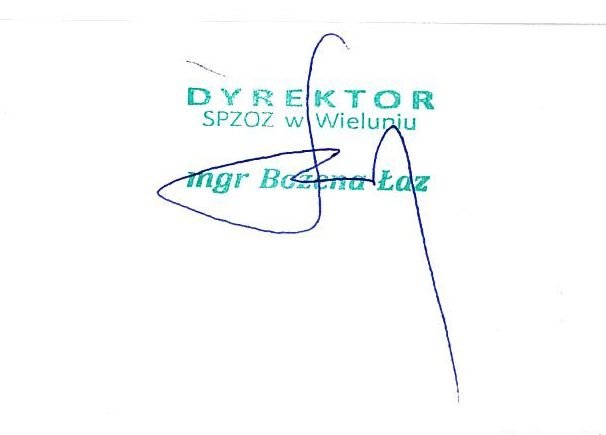 DYREKTOR
SPZOZ w Wieluniu
mgr Bożena Łaz